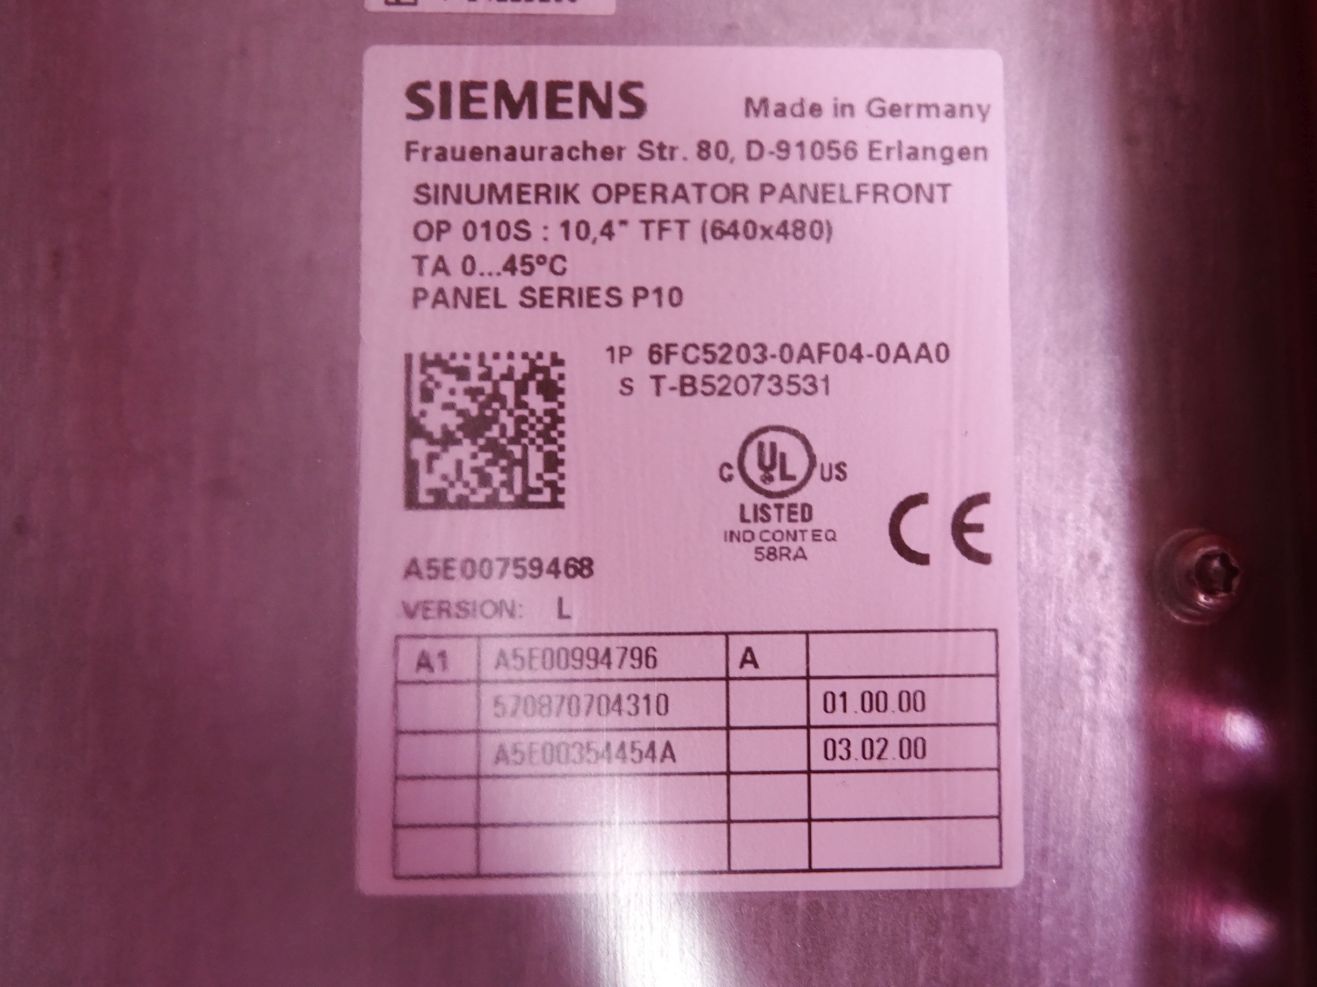 SIEMENS Made in Germany
Frauenauracher Str. 80, D-91056 Erlangen
SINUMERIK OPERATOR PANELFRONT
OP 010S : 10,4" TFT (640x480)
TA 0...45°C
PANEL SERIES P10
1P 6FC5203-0AF04-0AA0
S T-B52073531
C UL US
LISTED
IND CONT EQ
58RA
CE
A5E00759468
VERSION: L
A1 A5E00994796 A
570870704310 01.00.00
A5E00354454A 03.02.00